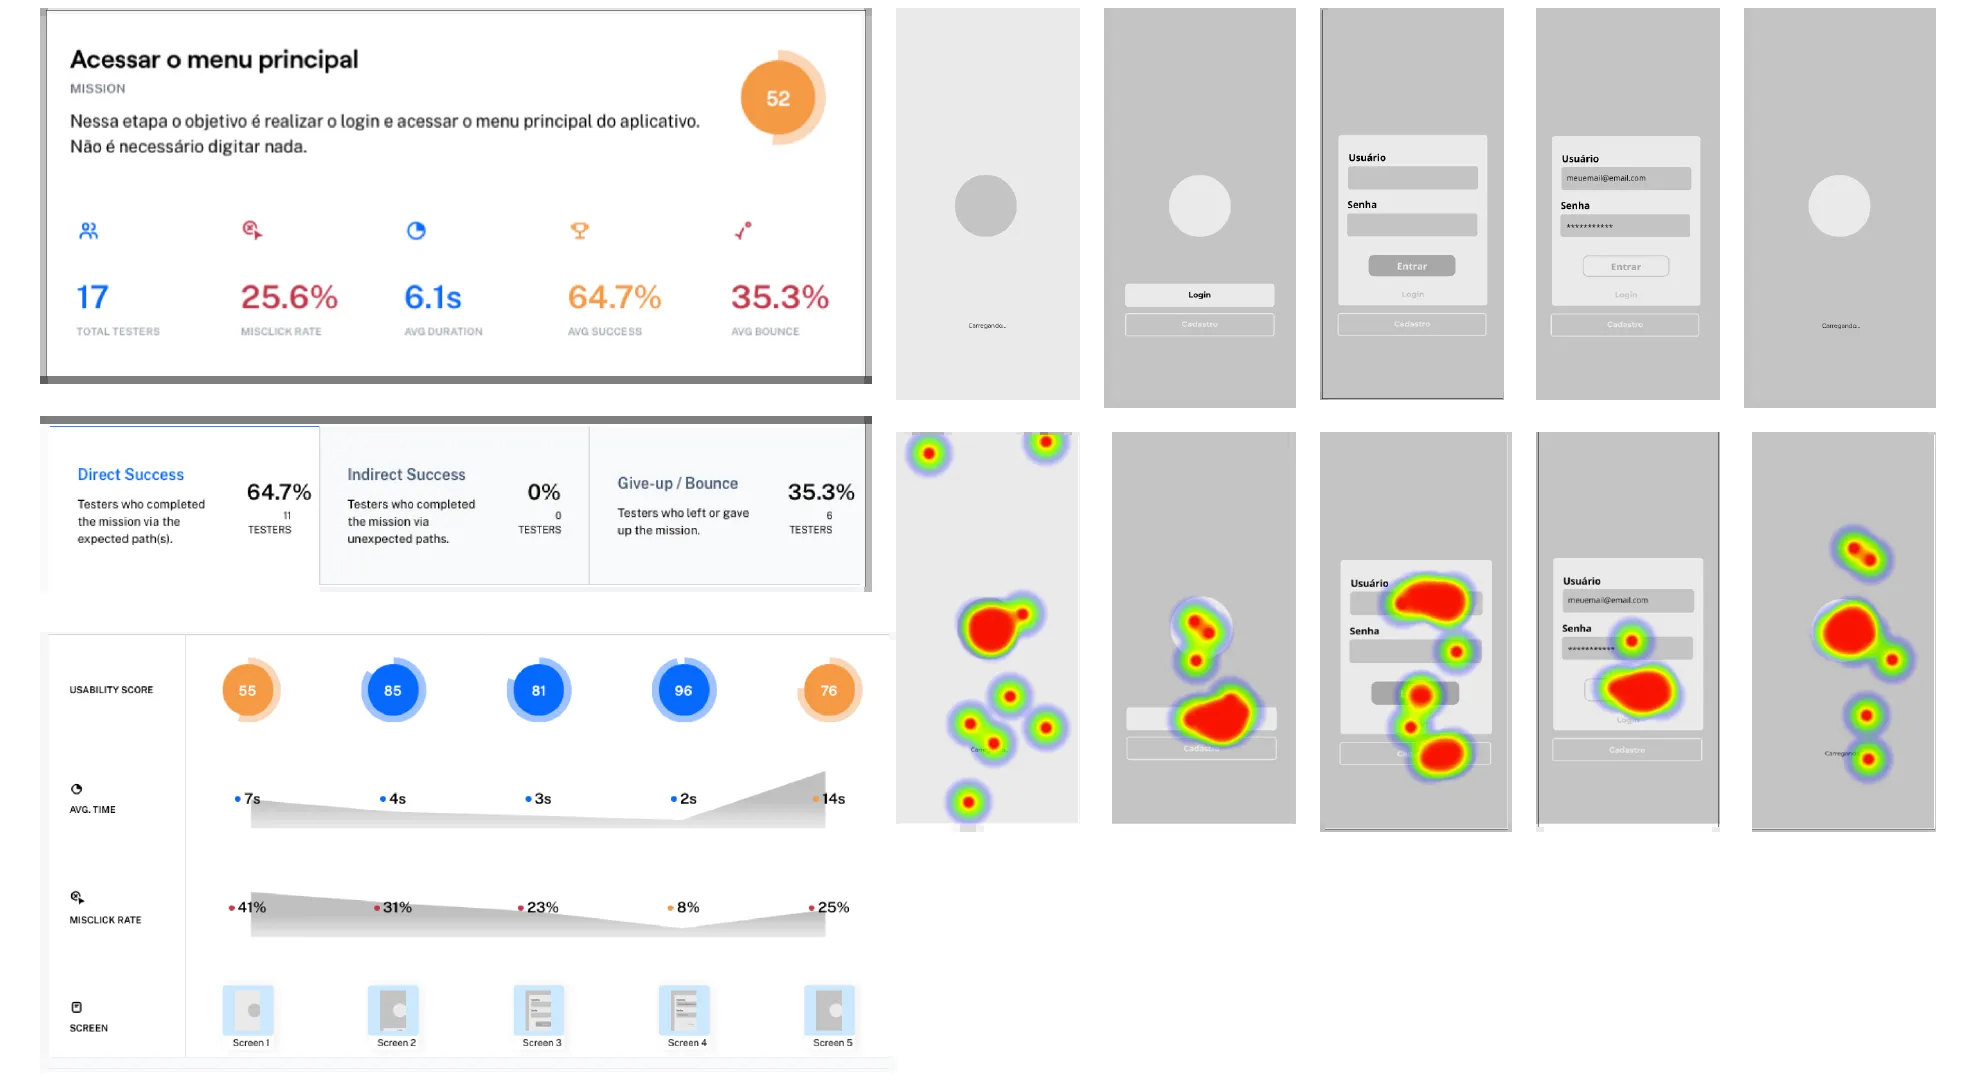 Acessar o menu principal
MISSION
Nessa etapa o objetivo é realizar o login e acessar o menu principal do aplicativo.
Não é necessário digitar nada.
52
17
TOTAL TESTERS
25.6%
MISCLICK RATE
6.1s
AVG DURATION
64.7%
AVG SUCCESS
35.3%
AVG BOUNCE
Carregando...
Login
Cadastro
Usuário
Senha
Entrar
Login
Cadastro
Usuário
meuemail@email.com
Senha
***********
Entrar
Login
Cadastro
Carregando...
Direct Success
Testers who completed
the mission via the
expected path(s).
64.7%
11
TESTERS
Indirect Success
Testers who completed
the mission via
unexpected paths.
0%
0
TESTERS
Give-up / Bounce
Testers who left or gave
up the mission.
35.3%
6
TESTERS
Cadastro
Usuário
Senha
Usuário
meuemail@email.com
Senha
***********
Login
Cadastro
USABILITY SCORE
55
85
81
96
76
AVG. TIME
7s
4s
3s
2s
14s
MISCLICK RATE
41%
31%
23%
8%
25%
SCREEN
Screen 1
Screen 2
Screen 3
Screen 4
Screen 5